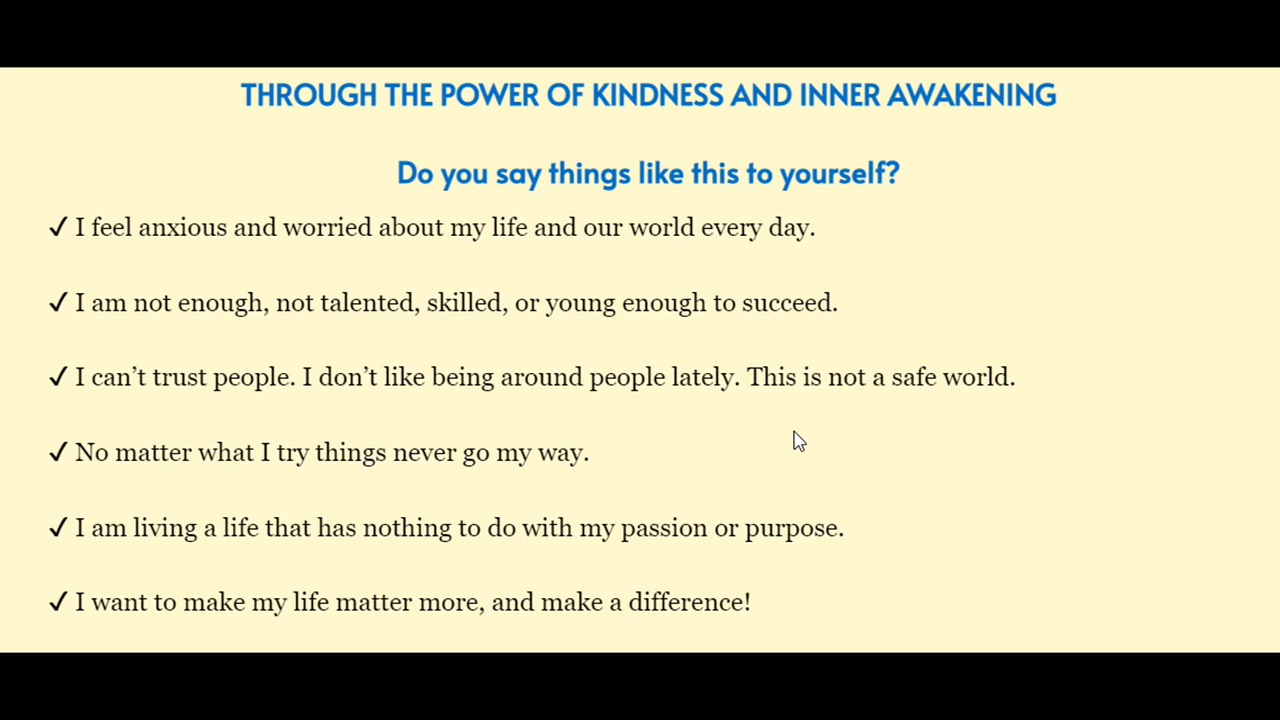 THROUGH THE POWER OF KINDNESS AND INNER AWAKENING
Do you say things like this to yourself?
✓ I feel anxious and worried about my life and our world every day.
✓ I am not enough, not talented, skilled, or young enough to succeed.
✓ I can’t trust people. I don’t like being around people lately. This is not a safe world.
✓ No matter what I try things never go my way.
✓ I am living a life that has nothing to do with my passion or purpose.
✓ I want to make my life matter more, and make a difference!